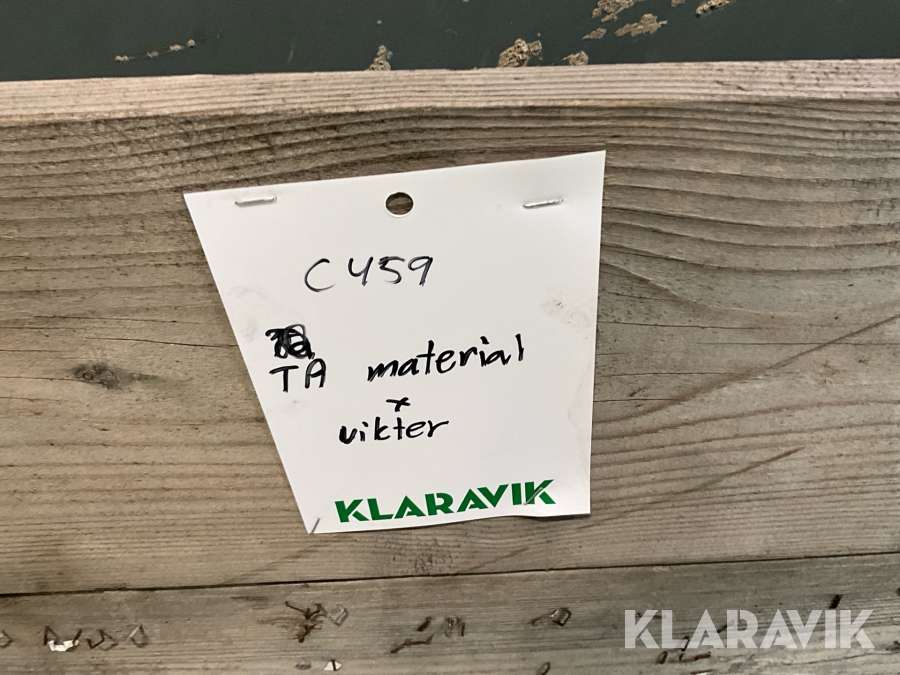 C459
TA material
+
vikter
KLARAVIK
KLARAVIK